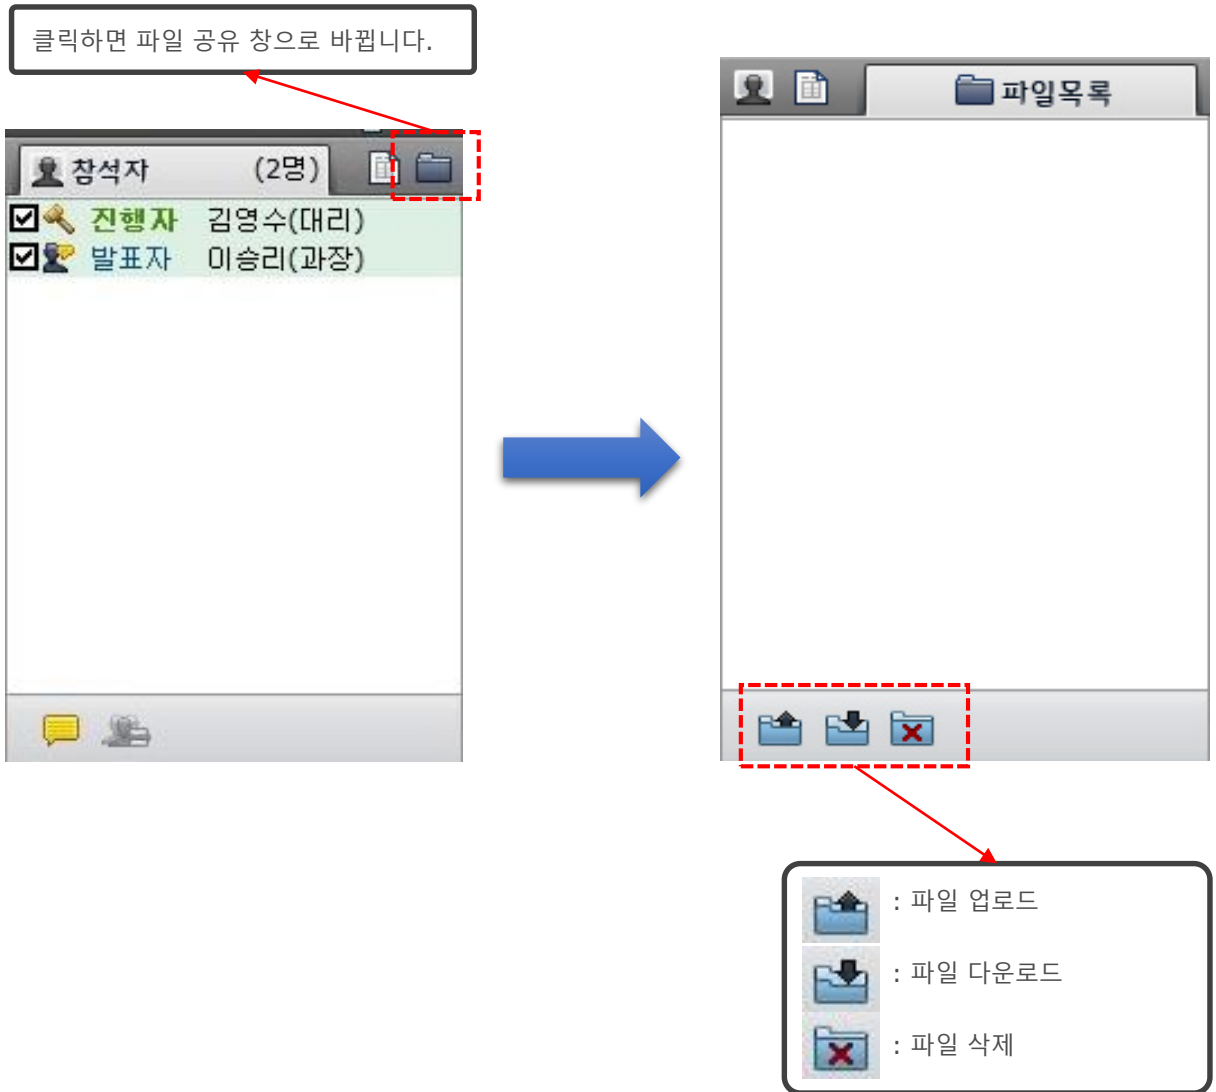 클릭하면 파일 공유 창으로 바뀝니다.
참석자 (2명)
진행자 김영수(대리)
발표자 이승리(과장)
파일목록
: 파일 업로드
: 파일 다운로드
: 파일 삭제